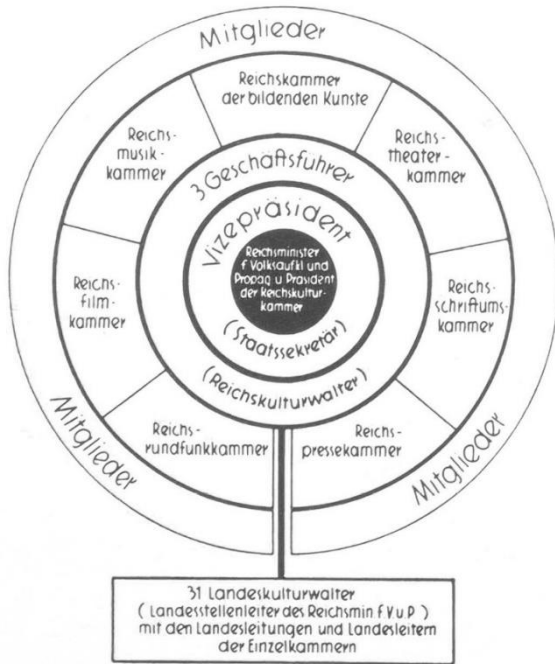 Mitglieder
Reichskammer
der bildenden Künste
Reichs-
musik-
kammer
Reichs-
theater-
kammer
3 Geschäftsführer
Vizepräsident
Reichsminister
f Volksaufkl und
Propag u Präsident
der Reichskultur-
kammer
(Staatssekretär)
(Reichskulturwalter)
Reichs-
film-
kammer
Reichs-
schriftums-
kammer
Reichs-
rundfunkkammer
Reichs-
pressekammer
Mitglieder
Mitglieder
31 Landeskulturwalter
( Landesstellenleiter des Reichsmin f.V.u.P )
mit den Landesleitungen und Landesleitern
der Einzelkammern